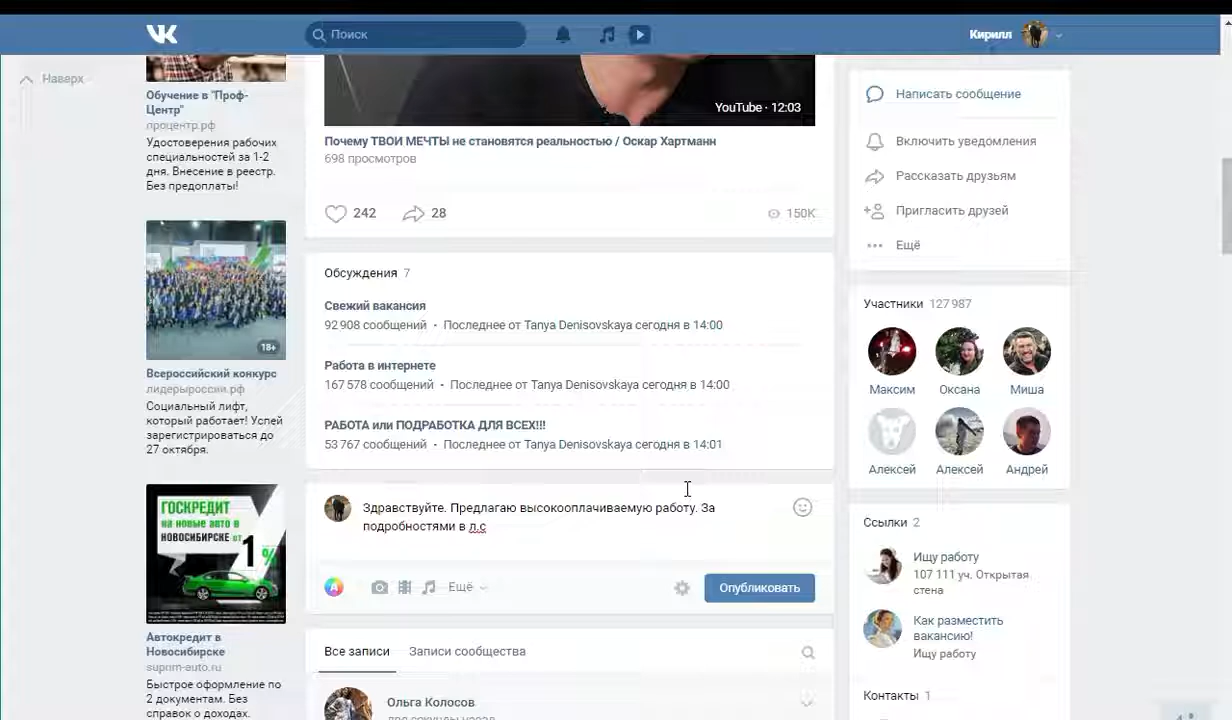 Поиск
Кирилл
Наверх
Обучение в "Проф-
Центр"
процентр.рф
Удостоверения рабочих
специальностей за 1-2
дня. Внесение в реестр.
Без предоплаты!
18+
Всероссийский конкурс
лидерыроссии.рф
Социальный лифт,
который работает! Успей
зарегистрироваться до
27 октября.
ГОСКРЕДИТ
на новые авто в
НОВОСИБИРСКЕ от
1%
Автокредит в
Новосибирске
suprim-auto.ru
Быстрое оформление по
2 документам. Без
справок о доходах.
YouTube · 12:03
Почему ТВОИ МЕЧТЫ не становятся реальностью / Оскар Хартманн
698 просмотров
242
28
150K
Обсуждения 7
Свежий вакансия
92 908 сообщений · Последнее от Tanya Denisovskaya сегодня в 14:00
Работа в интернете
167 578 сообщений · Последнее от Tanya Denisovskaya сегодня в 14:00
РАБОТА или ПОДРАБОТКА ДЛЯ ВСЕХ!!!
53 767 сообщений · Последнее от Tanya Denisovskaya сегодня в 14:01
Здравствуйте. Предлагаю высокооплачиваемую работу. За
подробностями в л.с
Ещё
Опубликовать
Все записи
Записи сообщества
Ольга Колосов
две секунды назад
Написать сообщение
Включить уведомления
Рассказать друзьям
Пригласить друзей
Ещё
Участники 127 987
Максим
Оксана
Миша
Алексей
Алексей
Андрей
Ссылки 2
Ищу работу
107 111 уч. Открытая
стена
Как разместить
вакансию!
Ищу работу
Контакты 1